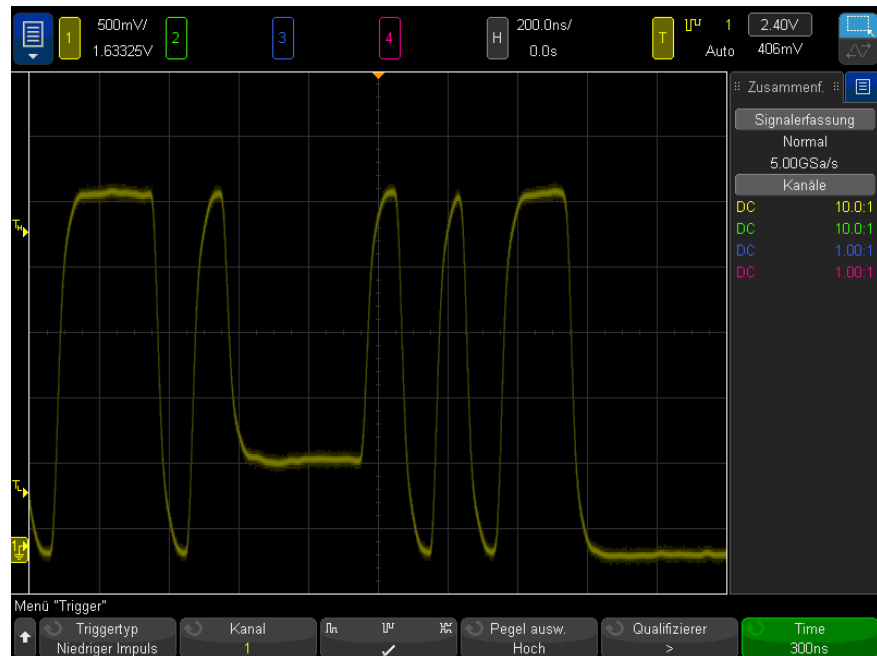 1 500mV/ 1.63325V
2
3
4
H 200.0ns/ 0.0s
T 1 Auto
2.40V
406mV
Zusammenf.
Signalerfassung
Normal
5.00GSa/s
Kanäle
DC 10.0:1
DC 10.0:1
DC 1.00:1
DC 1.00:1
TH
TL
1
Menü "Trigger"
Triggertyp
Niedriger Impuls
Kanal
1
Pegel ausw.
Hoch
Qualifizierer
>
Time
300ns